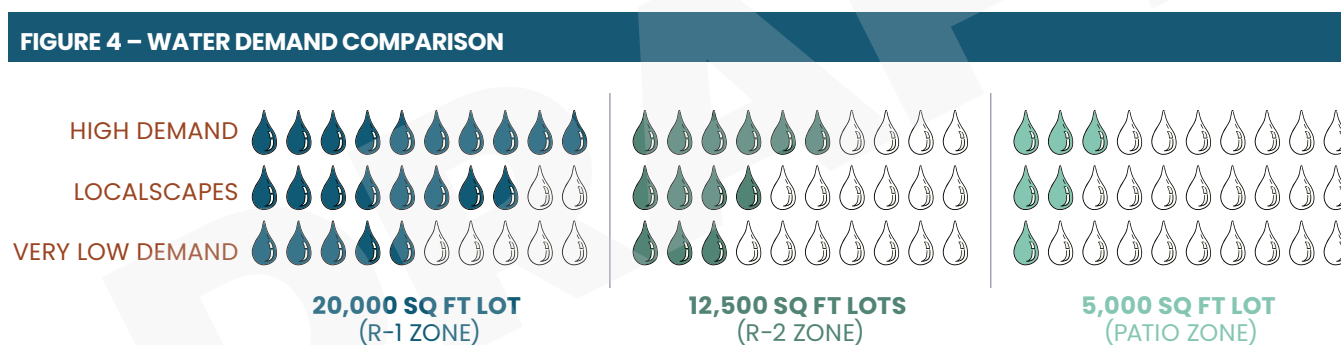 FIGURE 4 – WATER DEMAND COMPARISON
HIGH DEMAND
LOCALSCAPES
VERY LOW DEMAND
20,000 SQ FT LOT
(R-1 ZONE)
12,500 SQ FT LOTS
(R-2 ZONE)
5,000 SQ FT LOT
(PATIO ZONE)